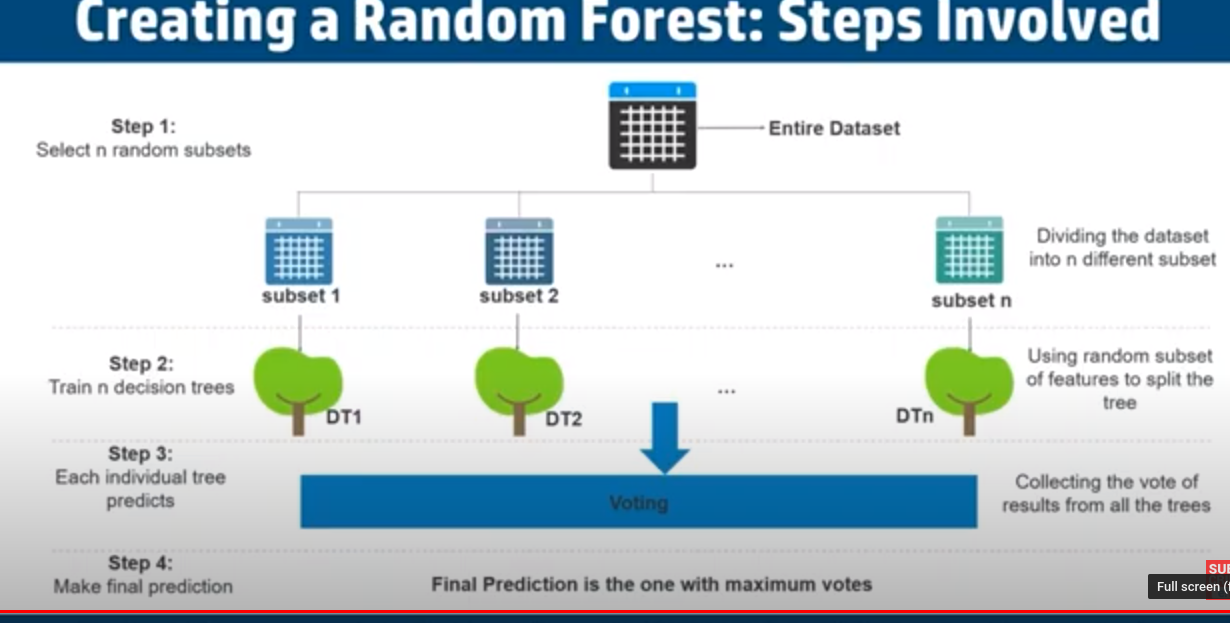 Creating a Random Forest: Steps Involved
Step 1:
Select n random subsets
Entire Dataset
subset 1
subset 2
...
subset n
Dividing the dataset
into n different subset
Step 2:
Train n decision trees
DT1
DT2
...
DTn
Using random subset
of features to split the
tree
Step 3:
Each individual tree
predicts
Voting
Collecting the vote of
results from all the trees
Step 4:
Make final prediction
Final Prediction is the one with maximum votes
Full screen